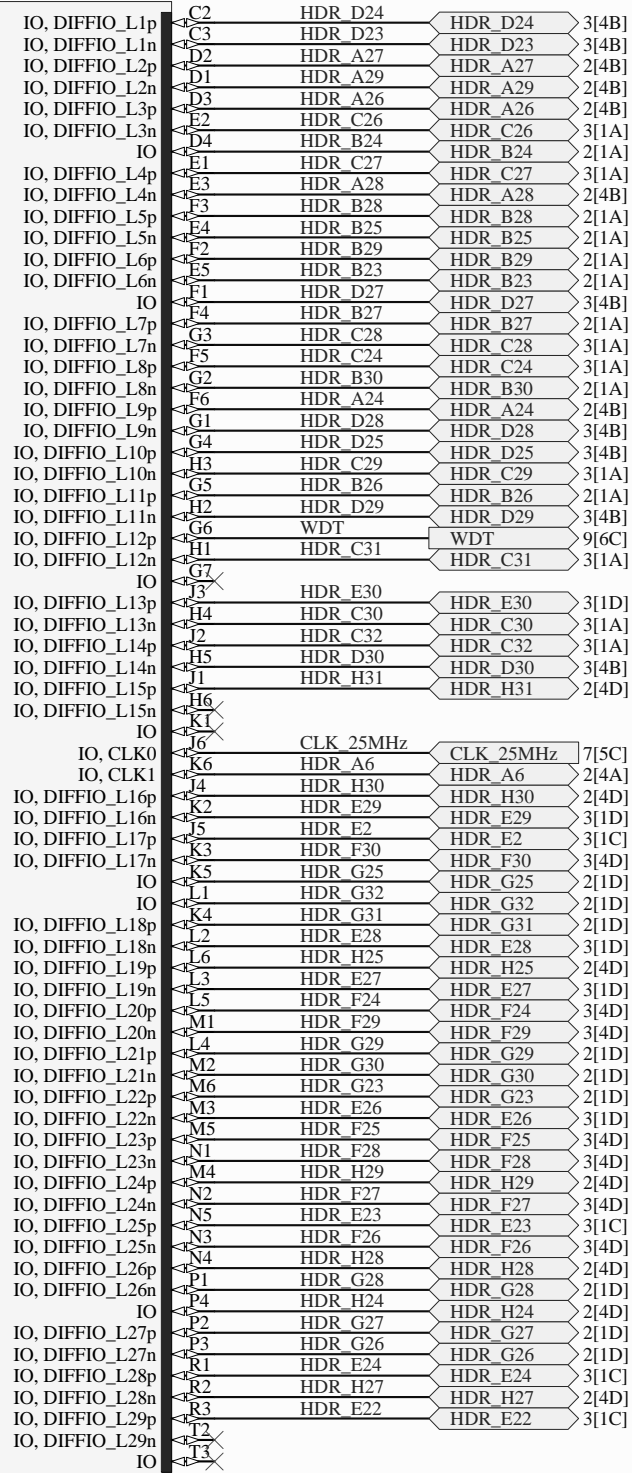 IO, DIFFIO_L1p C2 HDR_D24 HDR_D24 3[4B]
IO, DIFFIO_L1n C3 HDR_D23 HDR_D23 3[4B]
IO, DIFFIO_L2p D2 HDR_A27 HDR_A27 2[4B]
IO, DIFFIO_L2n D1 HDR_A29 HDR_A29 2[4B]
IO, DIFFIO_L3p D3 HDR_A26 HDR_A26 2[4B]
IO, DIFFIO_L3n E2 HDR_C26 HDR_C26 3[1A]
IO D4 HDR_B24 HDR_B24 2[1A]
IO, DIFFIO_L4p E1 HDR_C27 HDR_C27 3[1A]
IO, DIFFIO_L4n E3 HDR_A28 HDR_A28 2[4B]
IO, DIFFIO_L5p F3 HDR_B28 HDR_B28 2[1A]
IO, DIFFIO_L5n E4 HDR_B25 HDR_B25 2[1A]
IO, DIFFIO_L6p F2 HDR_B29 HDR_B29 2[1A]
IO, DIFFIO_L6n E5 HDR_B23 HDR_B23 2[1A]
IO F1 HDR_D27 HDR_D27 3[4B]
IO, DIFFIO_L7p F4 HDR_B27 HDR_B27 2[1A]
IO, DIFFIO_L7n G3 HDR_C28 HDR_C28 3[1A]
IO, DIFFIO_L8p F5 HDR_C24 HDR_C24 3[1A]
IO, DIFFIO_L8n G2 HDR_B30 HDR_B30 2[1A]
IO, DIFFIO_L9p F6 HDR_A24 HDR_A24 2[4B]
IO, DIFFIO_L9n G1 HDR_D28 HDR_D28 3[4B]
IO, DIFFIO_L10p G4 HDR_D25 HDR_D25 3[4B]
IO, DIFFIO_L10n H3 HDR_C29 HDR_C29 3[1A]
IO, DIFFIO_L11p G5 HDR_B26 HDR_B26 2[1A]
IO, DIFFIO_L11n H2 HDR_D29 HDR_D29 3[4B]
IO, DIFFIO_L12p G6 WDT WDT 9[6C]
IO, DIFFIO_L12n H1 HDR_C31 HDR_C31 3[1A]
IO G7
IO, DIFFIO_L13p J3 HDR_E30 HDR_E30 3[1D]
IO, DIFFIO_L13n H4 HDR_C30 HDR_C30 3[1A]
IO, DIFFIO_L14p J2 HDR_C32 HDR_C32 3[1A]
IO, DIFFIO_L14n H5 HDR_D30 HDR_D30 3[4B]
IO, DIFFIO_L15p J1 HDR_H31 HDR_H31 2[4D]
IO, DIFFIO_L15n H6
IO K1
IO, CLK0 J6 CLK_25MHz CLK_25MHz 7[5C]
IO, CLK1 K6 HDR_A6 HDR_A6 2[4A]
IO, DIFFIO_L16p J4 HDR_H30 HDR_H30 2[4D]
IO, DIFFIO_L16n K2 HDR_E29 HDR_E29 3[1D]
IO, DIFFIO_L17p J5 HDR_E2 HDR_E2 3[1C]
IO, DIFFIO_L17n K3 HDR_F30 HDR_F30 3[4D]
IO K5 HDR_G25 HDR_G25 2[1D]
IO L1 HDR_G32 HDR_G32 2[1D]
IO, DIFFIO_L18p K4 HDR_G31 HDR_G31 2[1D]
IO, DIFFIO_L18n L2 HDR_E28 HDR_E28 3[1D]
IO, DIFFIO_L19p L6 HDR_H25 HDR_H25 2[4D]
IO, DIFFIO_L19n L3 HDR_E27 HDR_E27 3[1D]
IO, DIFFIO_L20p L5 HDR_F24 HDR_F24 3[4D]
IO, DIFFIO_L20n M1 HDR_F29 HDR_F29 3[4D]
IO, DIFFIO_L21p L4 HDR_G29 HDR_G29 2[1D]
IO, DIFFIO_L21n M2 HDR_G30 HDR_G30 2[1D]
IO, DIFFIO_L22p M6 HDR_G23 HDR_G23 2[1D]
IO, DIFFIO_L22n M3 HDR_E26 HDR_E26 3[1D]
IO, DIFFIO_L23p M5 HDR_F25 HDR_F25 3[4D]
IO, DIFFIO_L23n N1 HDR_F28 HDR_F28 3[4D]
IO, DIFFIO_L24p M4 HDR_H29 HDR_H29 2[4D]
IO, DIFFIO_L24n N2 HDR_F27 HDR_F27 3[4D]
IO, DIFFIO_L25p N5 HDR_E23 HDR_E23 3[1C]
IO, DIFFIO_L25n N3 HDR_F26 HDR_F26 3[4D]
IO, DIFFIO_L26p N4 HDR_H28 HDR_H28 2[4D]
IO, DIFFIO_L26n P1 HDR_G28 HDR_G28 2[1D]
IO P4 HDR_H24 HDR_H24 2[4D]
IO, DIFFIO_L27p P2 HDR_G27 HDR_G27 2[1D]
IO, DIFFIO_L27n P3 HDR_G26 HDR_G26 2[1D]
IO, DIFFIO_L28p R1 HDR_E24 HDR_E24 3[1C]
IO, DIFFIO_L28n R2 HDR_H27 HDR_H27 2[4D]
IO, DIFFIO_L29p R3 HDR_E22 HDR_E22 3[1C]
IO, DIFFIO_L29n T2
IO T3